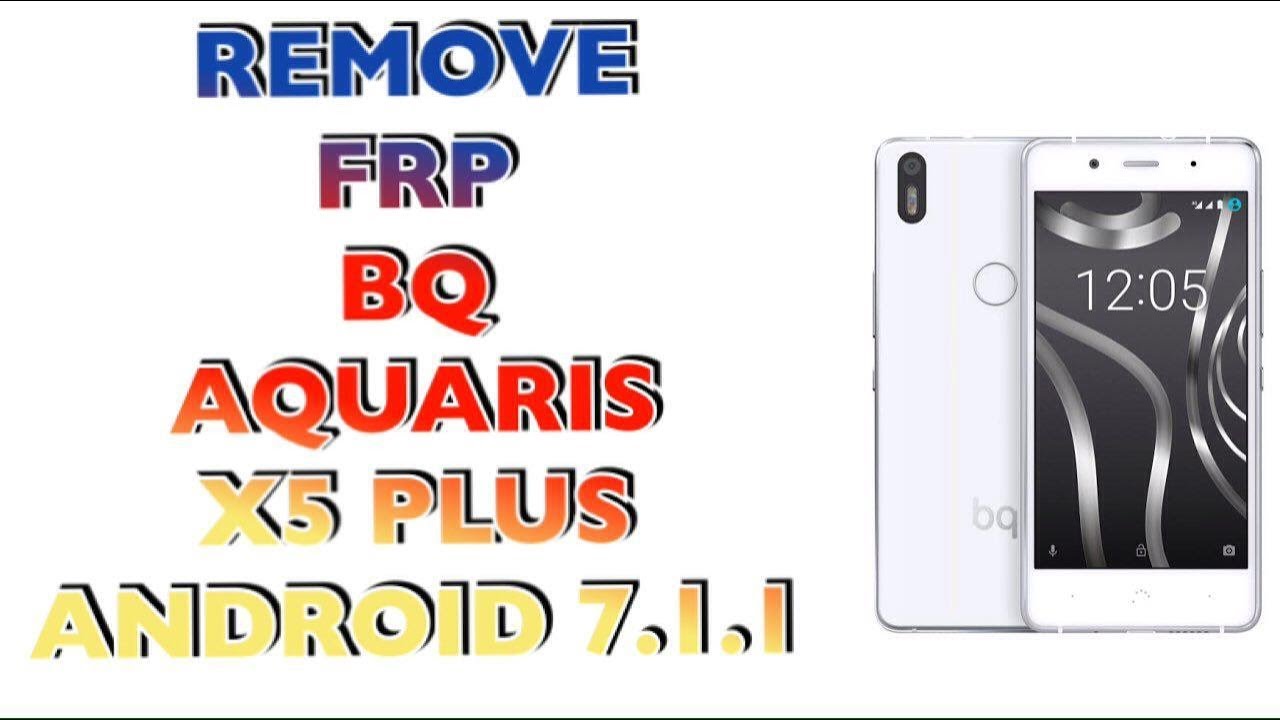 REMOVE
FRP
BQ
AQUARIS
X5 PLUS
ANDROID 7.1.1
12:05
bq